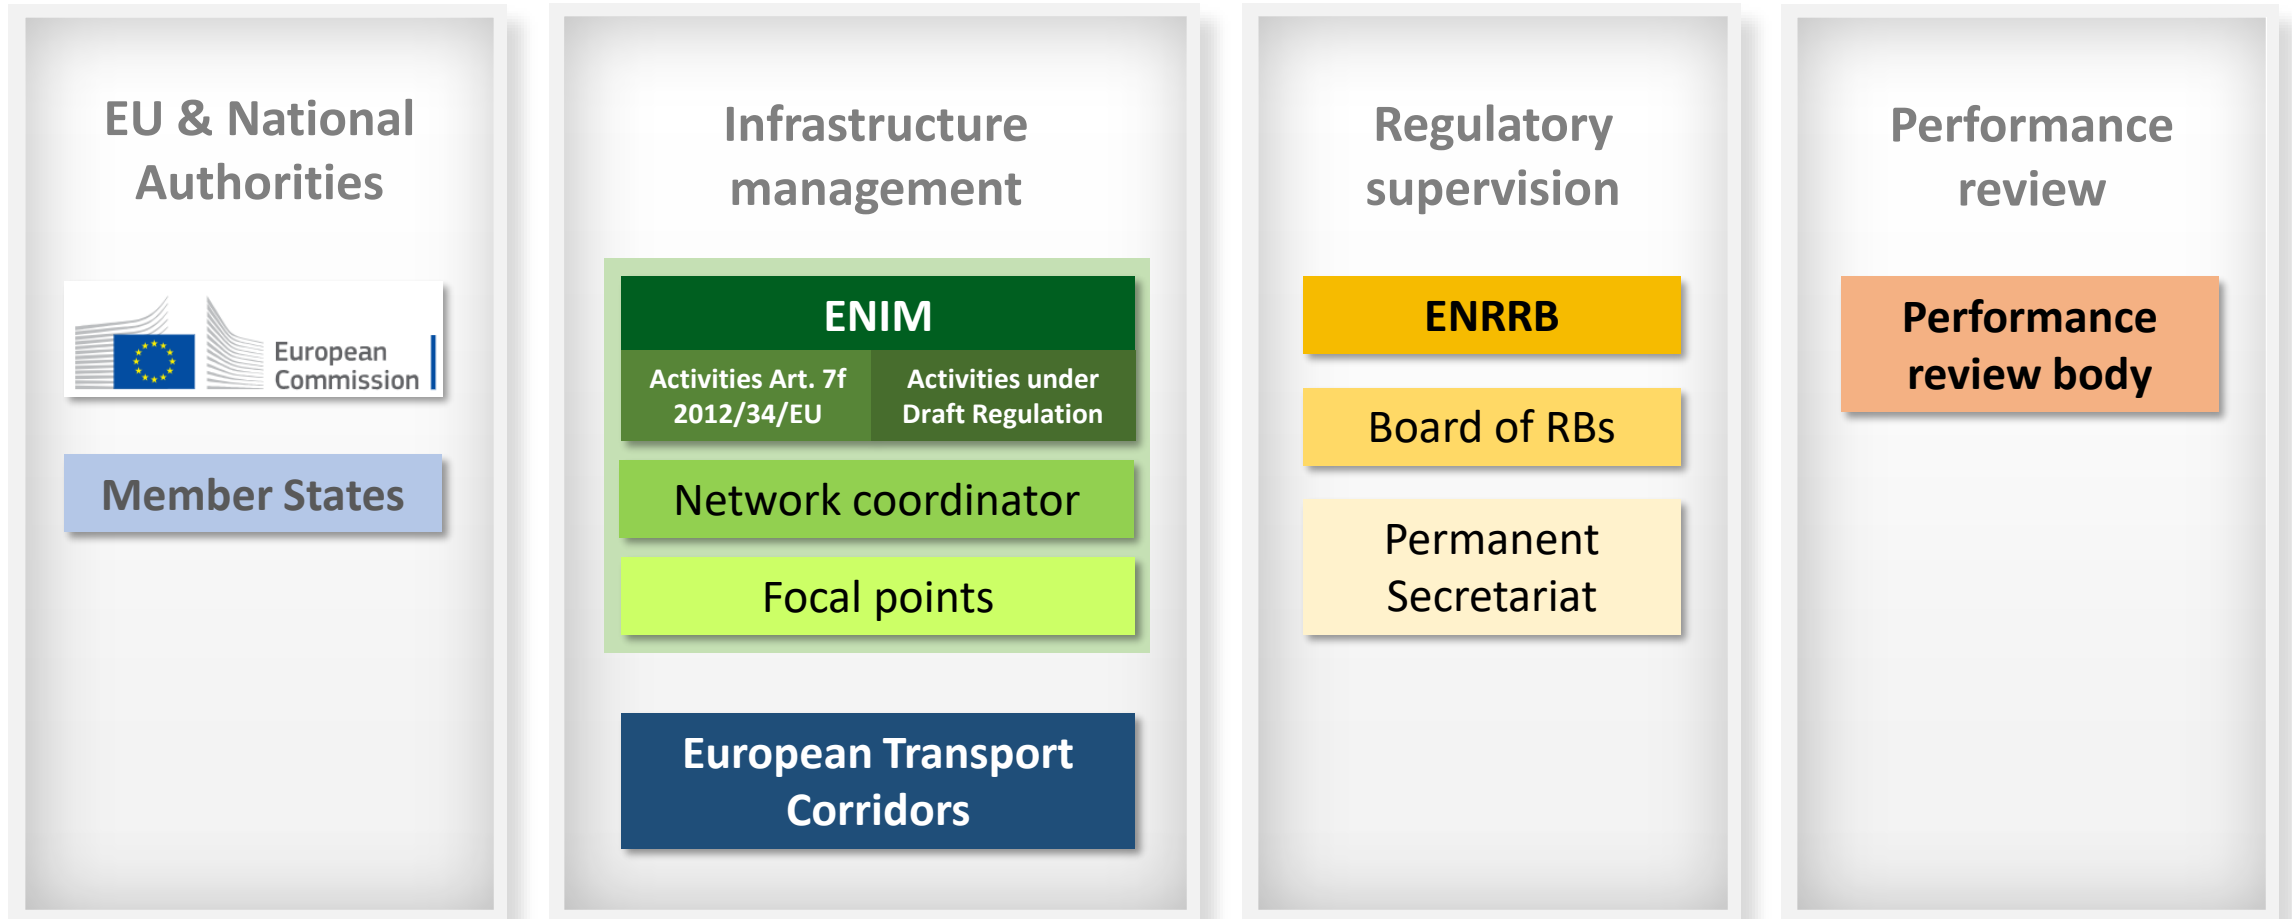 EU & National
Authorities
European
Commission
Member States
Infrastructure
management
ENIM
Activities Art. 7f
2012/34/EU
Activities under
Draft Regulation
Network coordinator
Focal points
European Transport
Corridors
Regulatory
supervision
ENRRB
Board of RBs
Permanent
Secretariat
Performance
review
Performance
review body